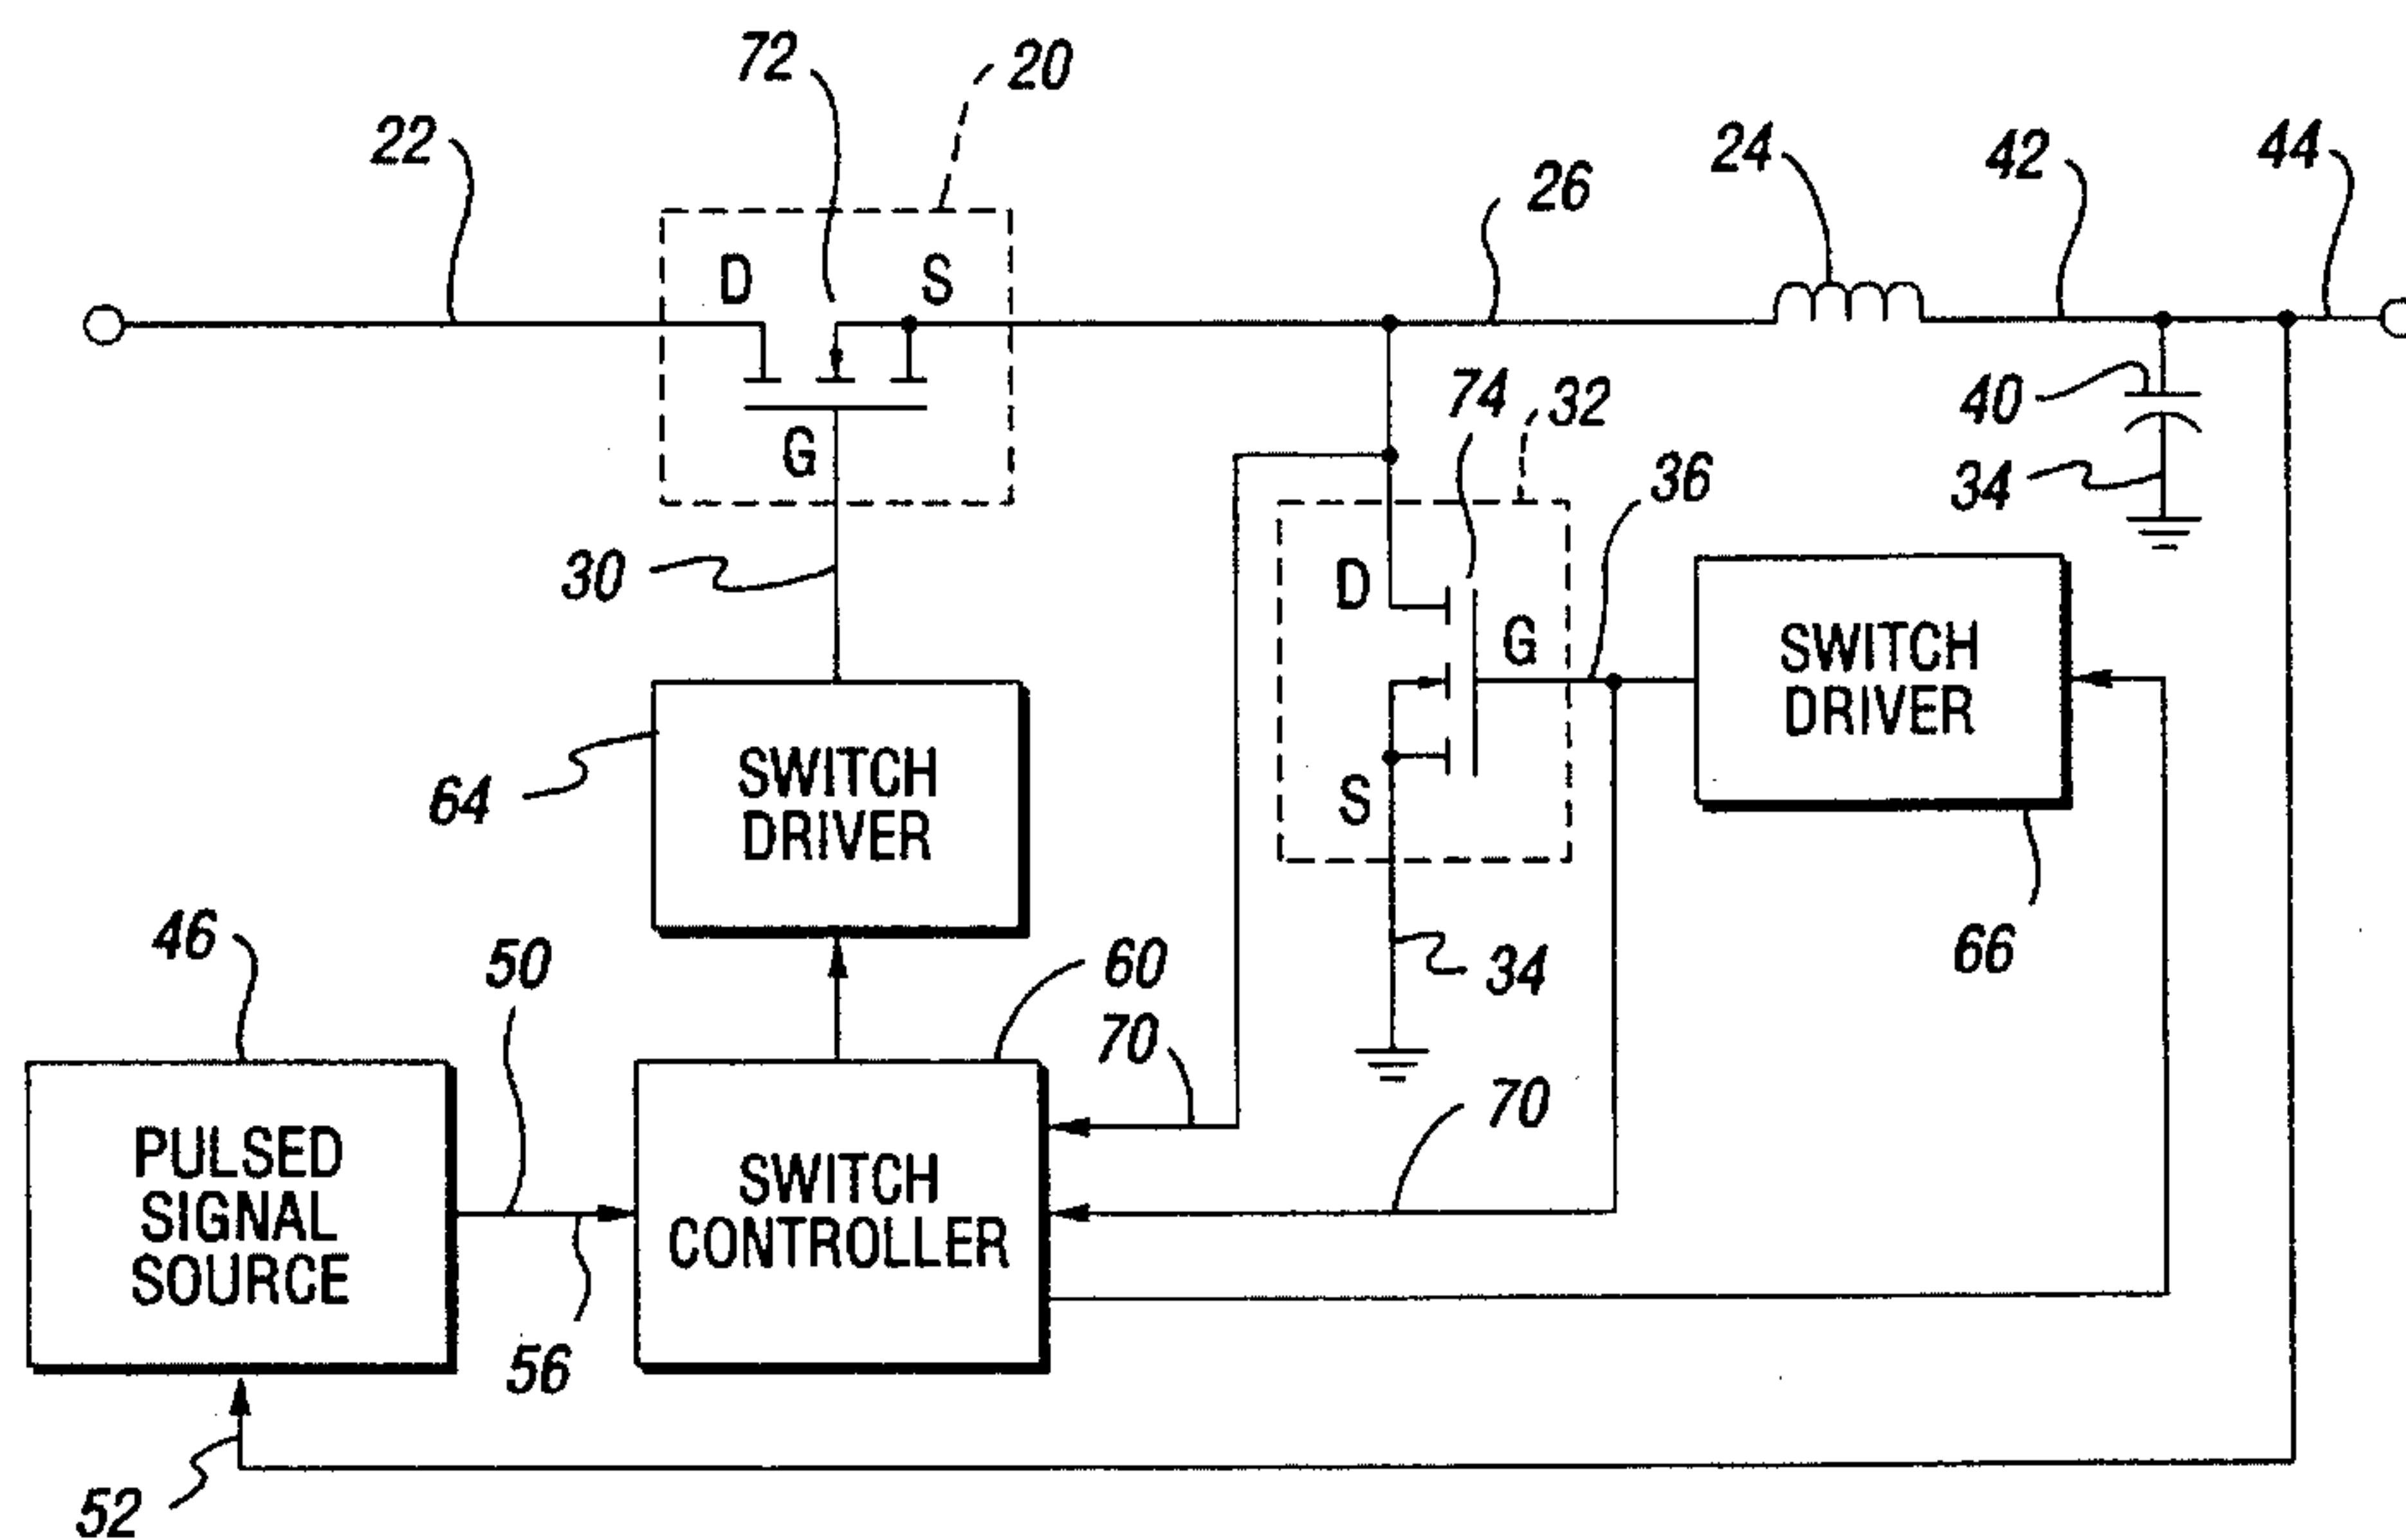 72
20
22
26
24
42
44
D
S
G
74
32
40
34
36
30
D
G
S
SWITCH
DRIVER
64
SWITCH
DRIVER
66
34
46
50
60
70
70
PULSED
SIGNAL
SOURCE
SWITCH
CONTROLLER
56
52